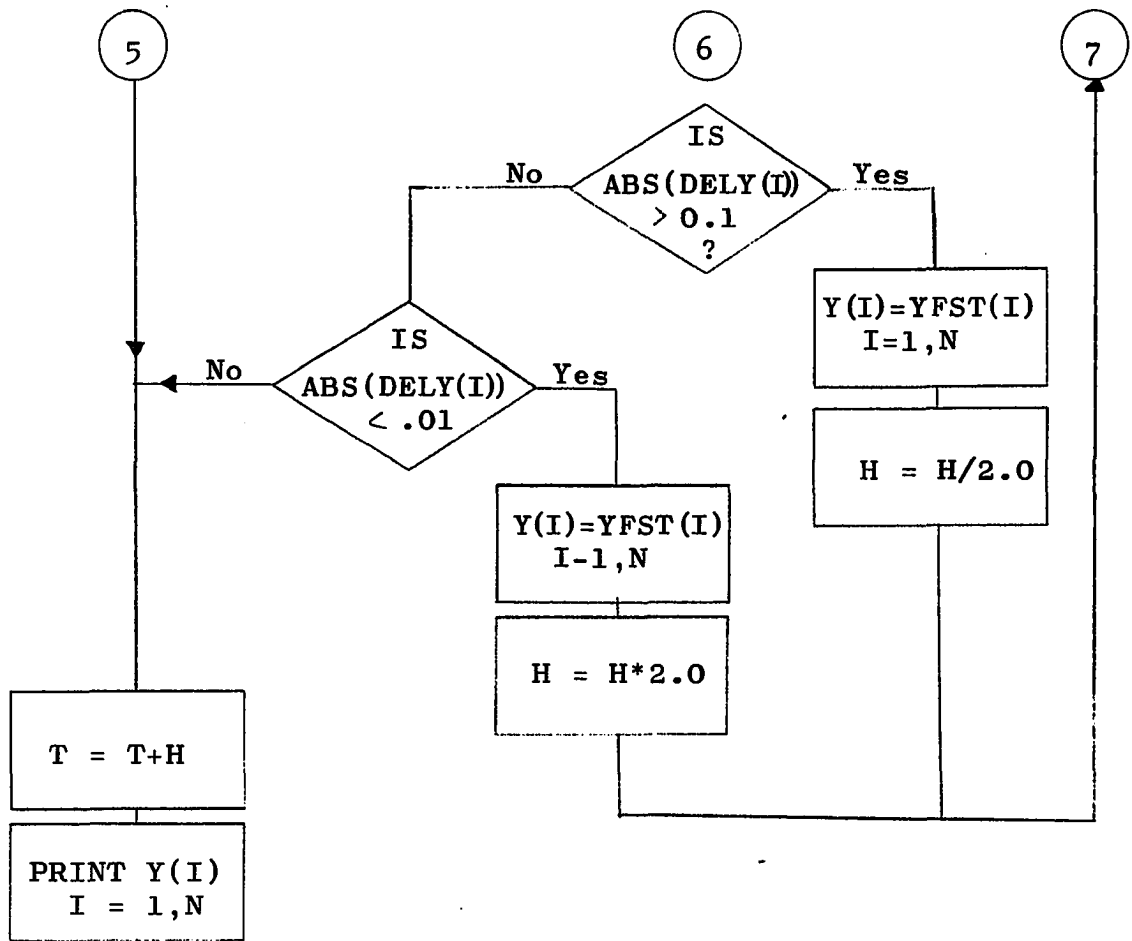 5
6
7
IS
ABS(DELY(I))
> 0.1
?
No
Yes
Y(I)=YFST(I)
I=1,N
H = H/2.0
IS
ABS(DELY(I))
< .01
No
Yes
Y(I)=YFST(I)
I-1,N
H = H*2.0
T = T+H
PRINT Y(I)
I = 1,N